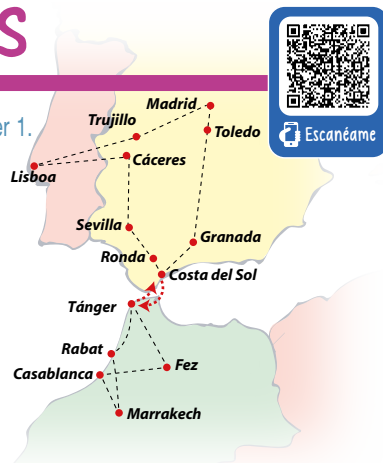 S
er 1.
Escanéame
Madrid
Trujillo
Toledo
Cáceres
Lisboa
Sevilla
Granada
Ronda
Costa del Sol
Tánger
Rabat
Fez
Casablanca
Marrakech